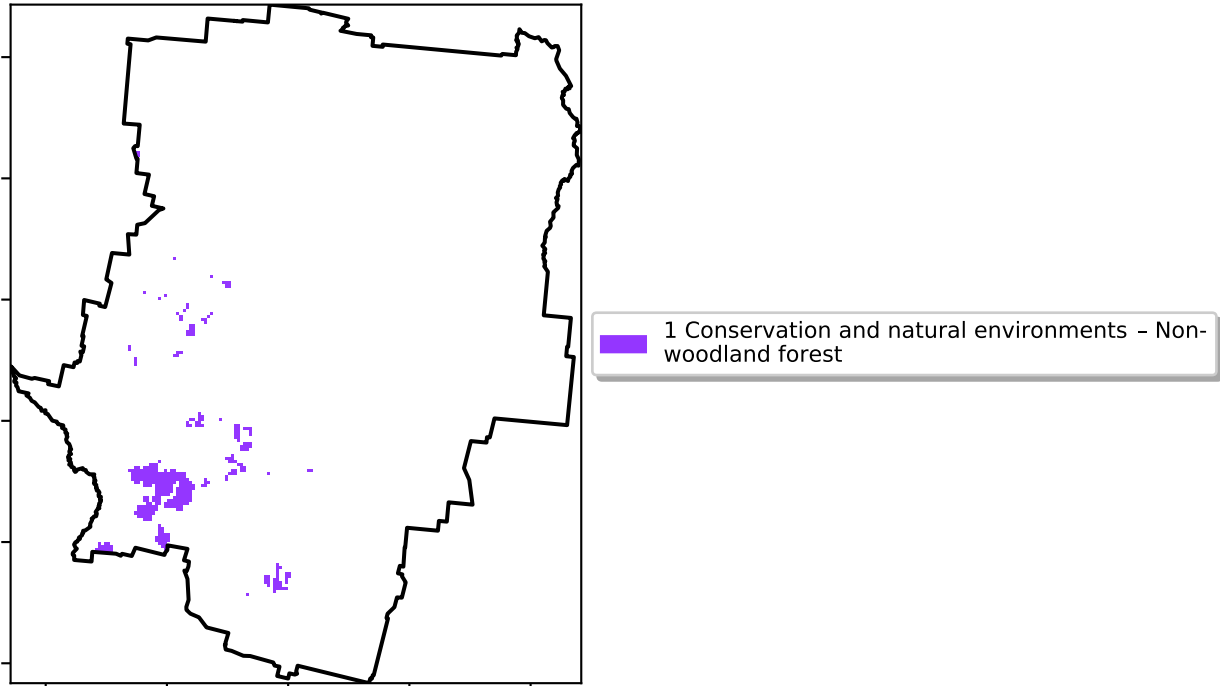 1 Conservation and natural environments – Non-
woodland forest